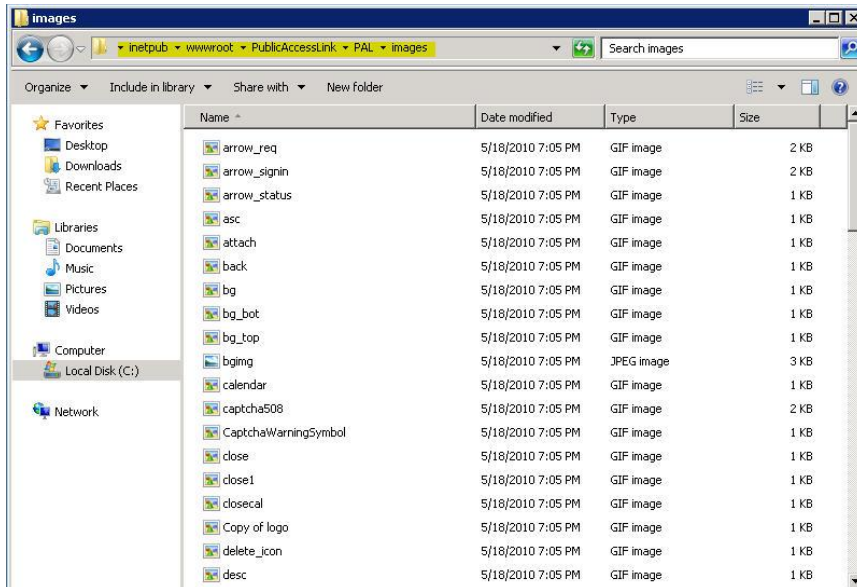 images
inetpub wwwroot PublicAccessLink PAL images Search images
Organize Include in library Share with New folder
Favorites
Desktop
Downloads
Recent Places
Libraries
Documents
Music
Pictures
Videos
Computer
Local Disk (C:)
Network
Name Date modified Type Size
arrow_req 5/18/2010 7:05 PM GIF image 2 KB
arrow_signin 5/18/2010 7:05 PM GIF image 2 KB
arrow_status 5/18/2010 7:05 PM GIF image 1 KB
asc 5/18/2010 7:05 PM GIF image 1 KB
attach 5/18/2010 7:05 PM GIF image 1 KB
back 5/18/2010 7:05 PM GIF image 1 KB
bg 5/18/2010 7:05 PM GIF image 1 KB
bg_bot 5/18/2010 7:05 PM GIF image 1 KB
bg_top 5/18/2010 7:05 PM GIF image 1 KB
bgimg 5/18/2010 7:05 PM JPEG image 3 KB
calendar 5/18/2010 7:05 PM GIF image 1 KB
captcha508 5/18/2010 7:05 PM GIF image 2 KB
CaptchaWarningSymbol 5/18/2010 7:05 PM GIF image 1 KB
close 5/18/2010 7:05 PM GIF image 1 KB
close1 5/18/2010 7:05 PM GIF image 1 KB
closecal 5/18/2010 7:05 PM GIF image 1 KB
Copy of logo 5/18/2010 7:05 PM GIF image 1 KB
delete_icon 5/18/2010 7:05 PM GIF image 1 KB
desc 5/18/2010 7:05 PM GIF image 1 KB